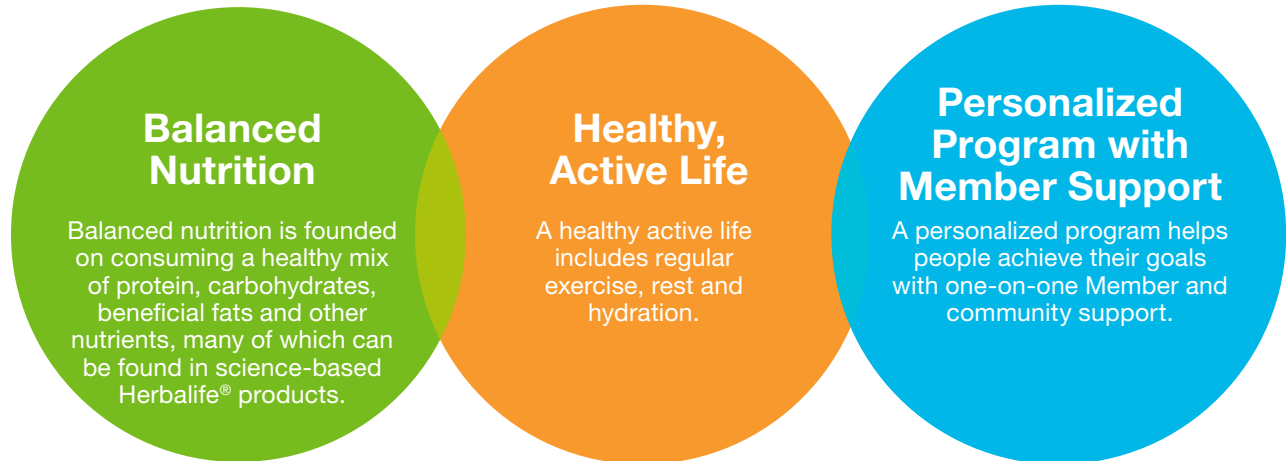 Balanced
Nutrition
Balanced nutrition is founded
on consuming a healthy mix
of protein, carbohydrates,
beneficial fats and other
nutrients, many of which can
be found in science-based
Herbalife® products.
Healthy,
Active Life
A healthy active life
includes regular
exercise, rest and
hydration.
Personalized
Program with
Member Support
A personalized program helps
people achieve their goals
with one-on-one Member and
community support.